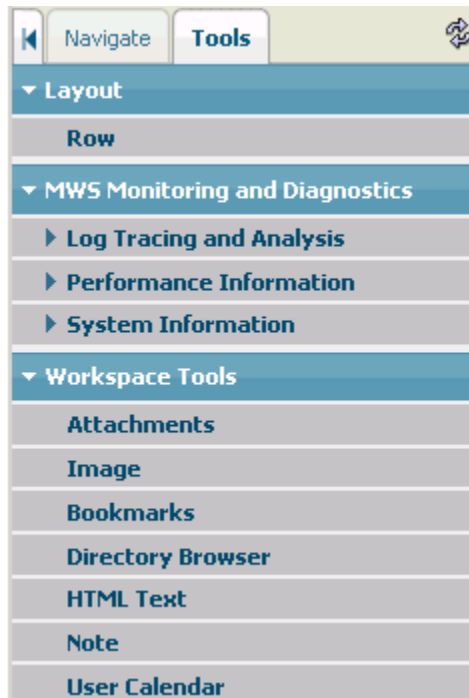 Navigate Tools
Layout
Row
MWS Monitoring and Diagnostics
Log Tracing and Analysis
Performance Information
System Information
Workspace Tools
Attachments
Image
Bookmarks
Directory Browser
HTML Text
Note
User Calendar